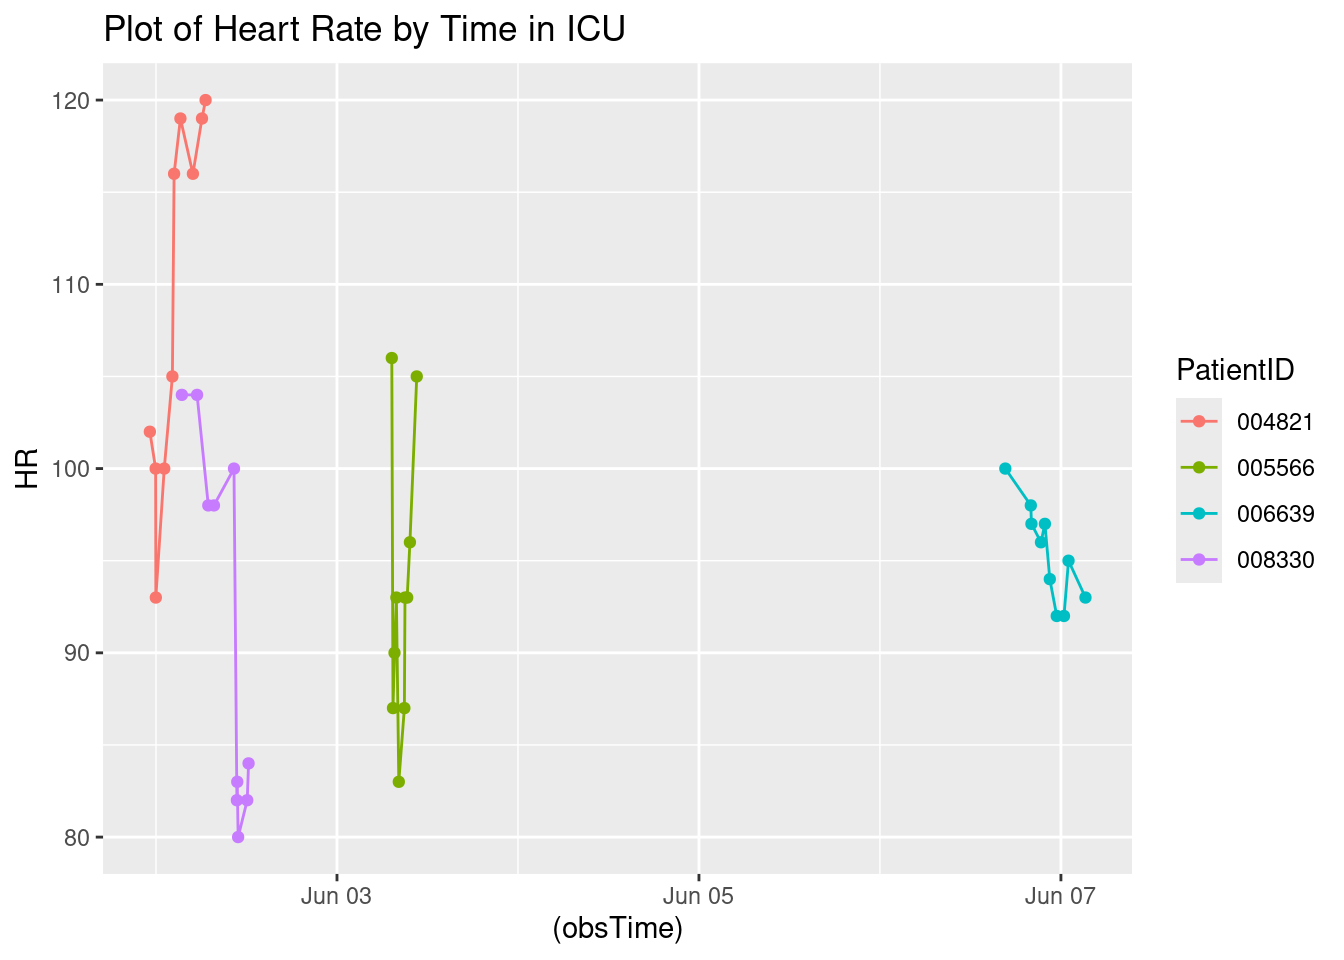 Plot of Heart Rate by Time in ICU
120
110
100
90
80
HR
Jun 03
Jun 05
Jun 07
(obsTime)
PatientID
004821
005566
006639
008330